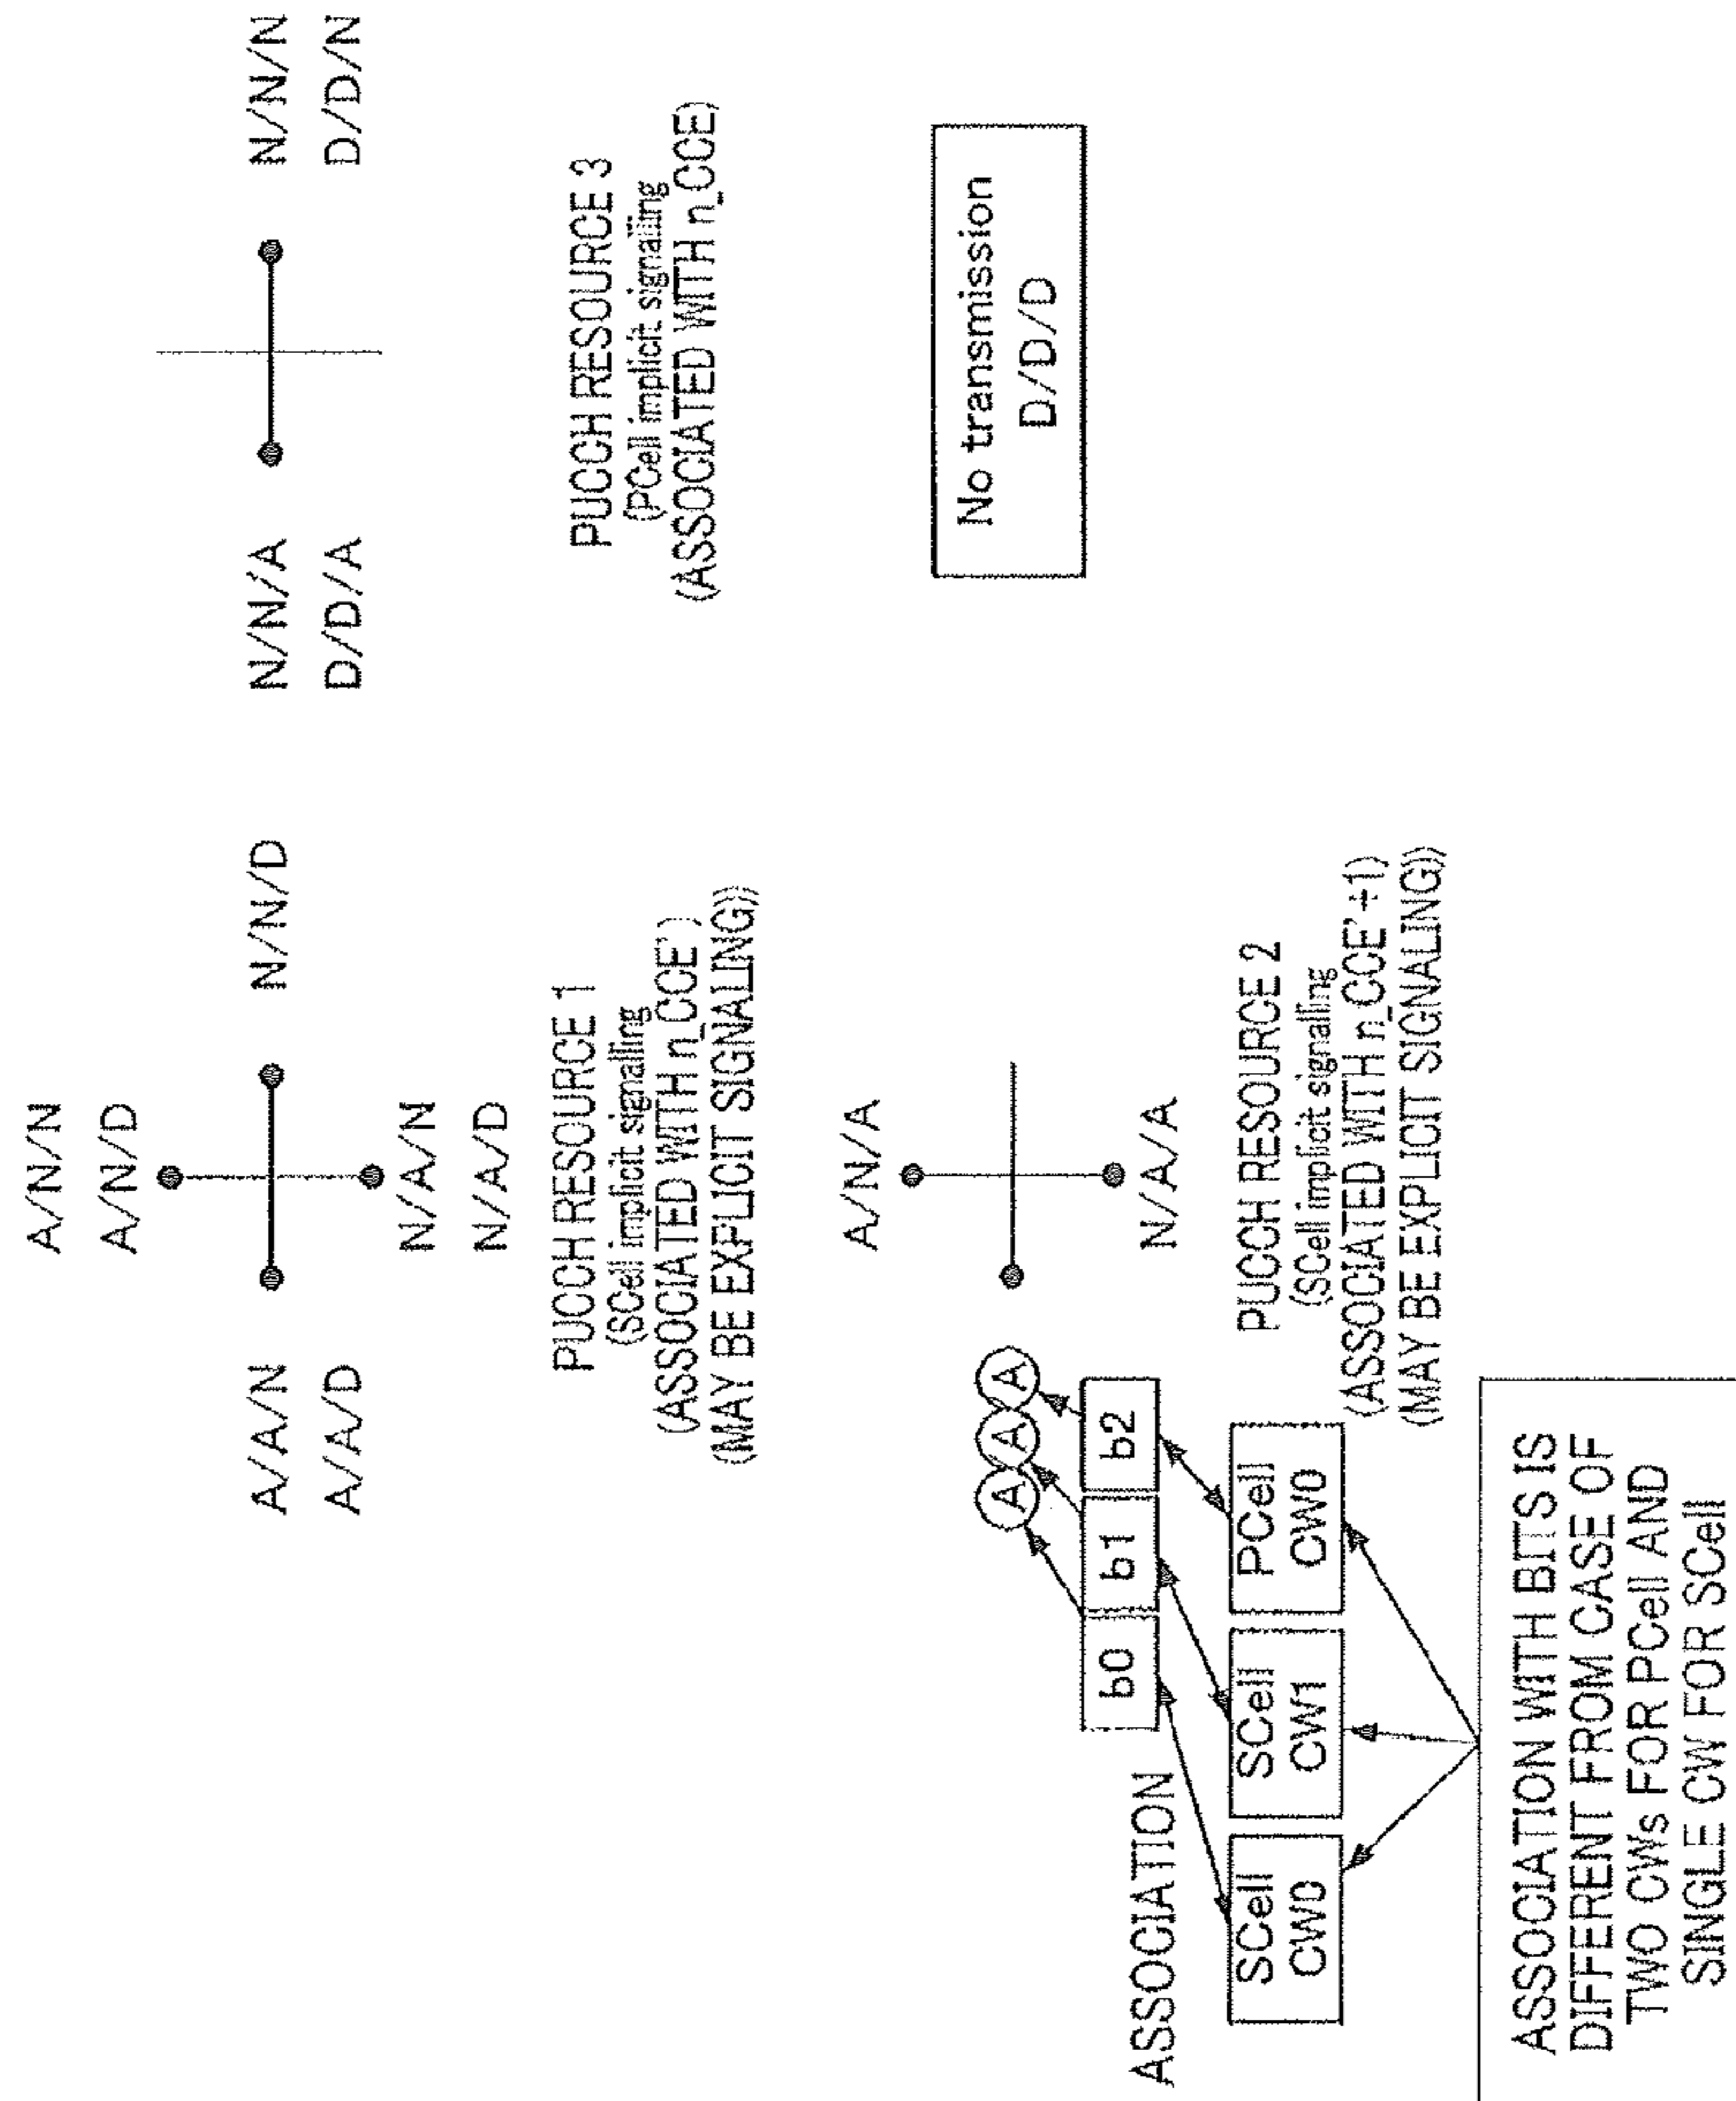 A/N/N
A/N/D
A/A/N
A/A/D
N/N/D
N/A/N
N/A/D
PUCCH RESOURCE 1
(SCell implicit signalling
(ASSOCIATED WITH n_CCE')
(MAY BE EXPLICIT SIGNALING))
N/N/A
D/D/A
N/N/N
D/D/N
PUCCH RESOURCE 3
(PCell implicit signalling
(ASSOCIATED WITH n_CCE)
A/N/A
A A A
N/A/A
PUCCH RESOURCE 2
(SCell implicit signalling
(ASSOCIATED WITH n_CCE'+1)
(MAY BE EXPLICIT SIGNALING))
No transmission
D/D/D
ASSOCIATION
b0 b1 b2
SCell CW0
SCell CW1
PCell CW0
ASSOCIATION WITH BITS IS
DIFFERENT FROM CASE OF
TWO CWs FOR PCell AND
SINGLE CW FOR SCell